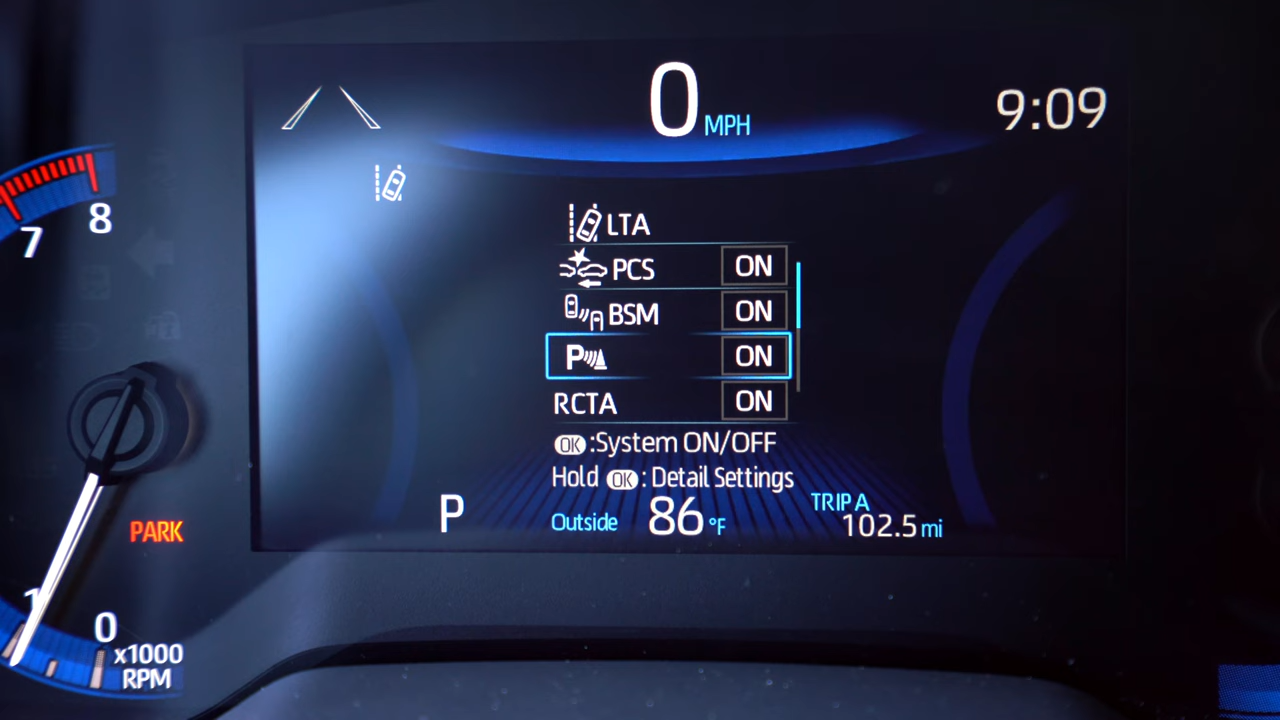 0 MPH
9:09
8
7
LTA
PCS ON
BSM ON
P ON
RCTA ON
OK :System ON/OFF
Hold OK : Detail Settings
P
Outside 86 °F
TRIP A
102.5 mi
PARK
1
0
x1000
RPM